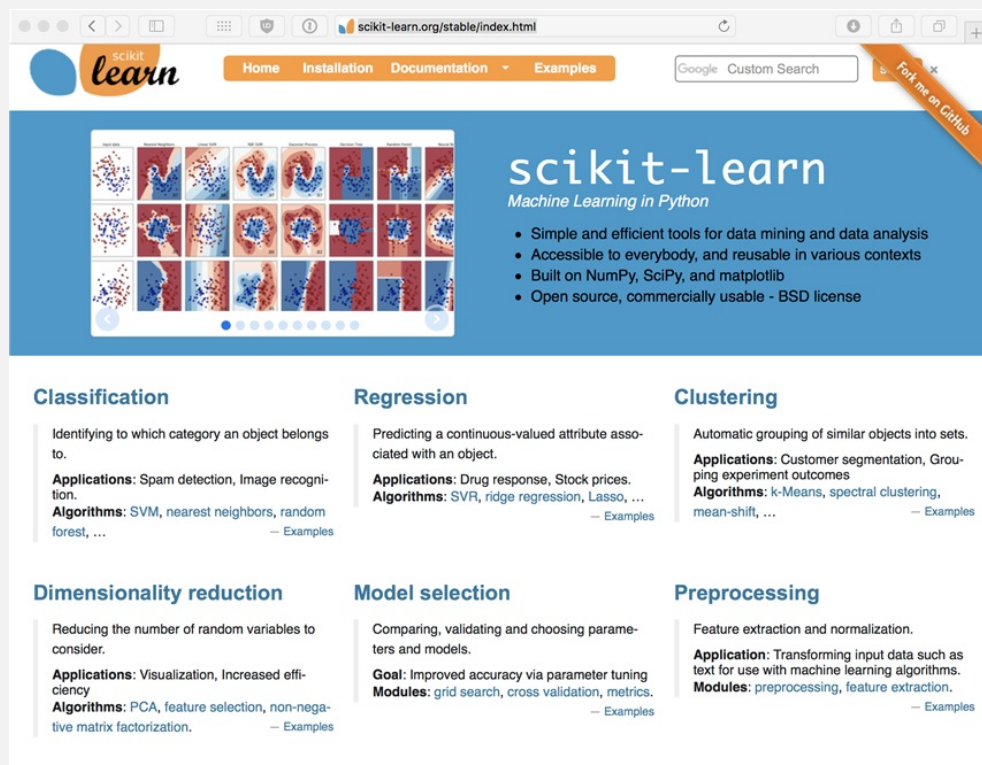 scikit-learn.org/stable/index.html
scikit
learn
Home Installation Documentation Examples
Google Custom Search
Fork me on GitHub
scikit-learn
Machine Learning in Python
• Simple and efficient tools for data mining and data analysis
• Accessible to everybody, and reusable in various contexts
• Built on NumPy, SciPy, and matplotlib
• Open source, commercially usable - BSD license
Classification
Identifying to which category an object belongs
to.
Applications: Spam detection, Image recogni-
tion.
Algorithms: SVM, nearest neighbors, random
forest, ...
— Examples
Regression
Predicting a continuous-valued attribute asso-
ciated with an object.
Applications: Drug response, Stock prices.
Algorithms: SVR, ridge regression, Lasso, ...
— Examples
Clustering
Automatic grouping of similar objects into sets.
Applications: Customer segmentation, Grou-
ping experiment outcomes
Algorithms: k-Means, spectral clustering,
mean-shift, ...
— Examples
Dimensionality reduction
Reducing the number of random variables to
consider.
Applications: Visualization, Increased effi-
ciency
Algorithms: PCA, feature selection, non-nega-
tive matrix factorization.
— Examples
Model selection
Comparing, validating and choosing parame-
ters and models.
Goal: Improved accuracy via parameter tuning
Modules: grid search, cross validation, metrics.
— Examples
Preprocessing
Feature extraction and normalization.
Application: Transforming input data such as
text for use with machine learning algorithms.
Modules: preprocessing, feature extraction.
— Examples